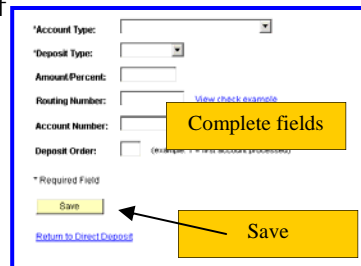 *Account Type:
*Deposit Type:
Amount/Percent:
Routing Number: View check example
Complete fields
Account Number:
Deposit Order: (example: 1 = first account processed)
* Required Field
Save
Save
Return to Direct Deposit